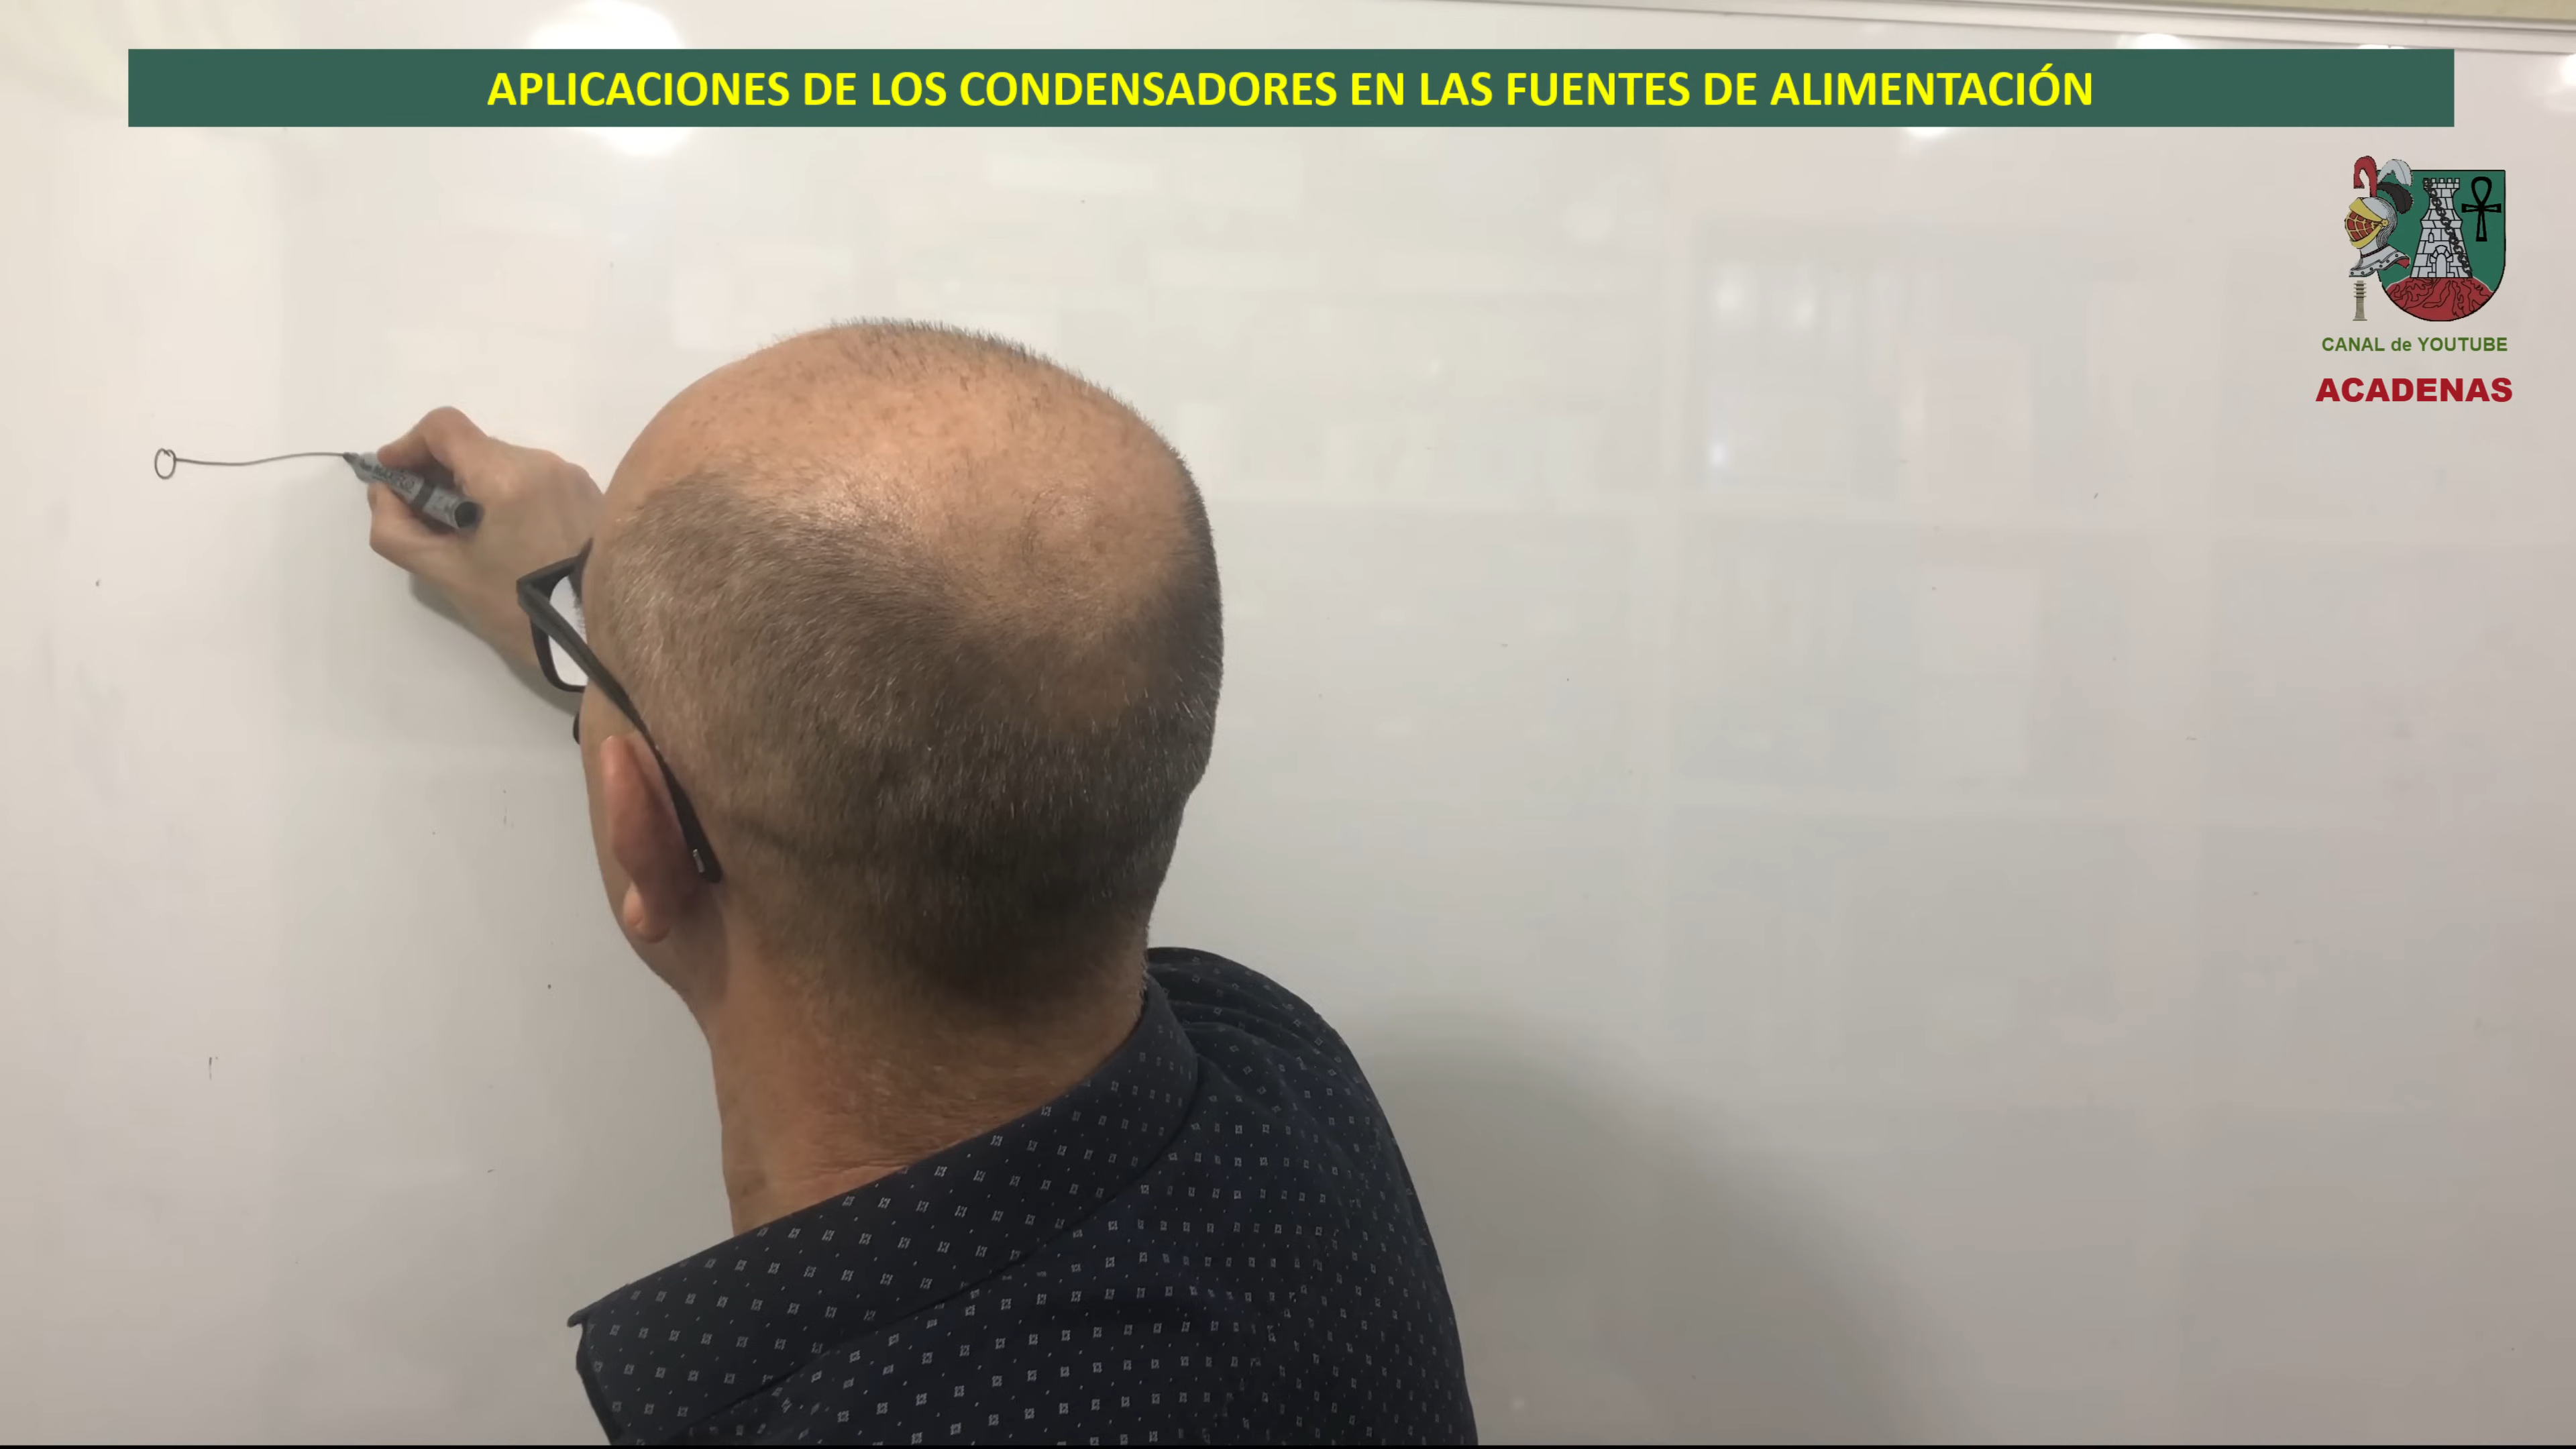 APLICACIONES DE LOS CONDENSADORES EN LAS FUENTES DE ALIMENTACIÓN
CANAL de YOUTUBE
ACADENAS